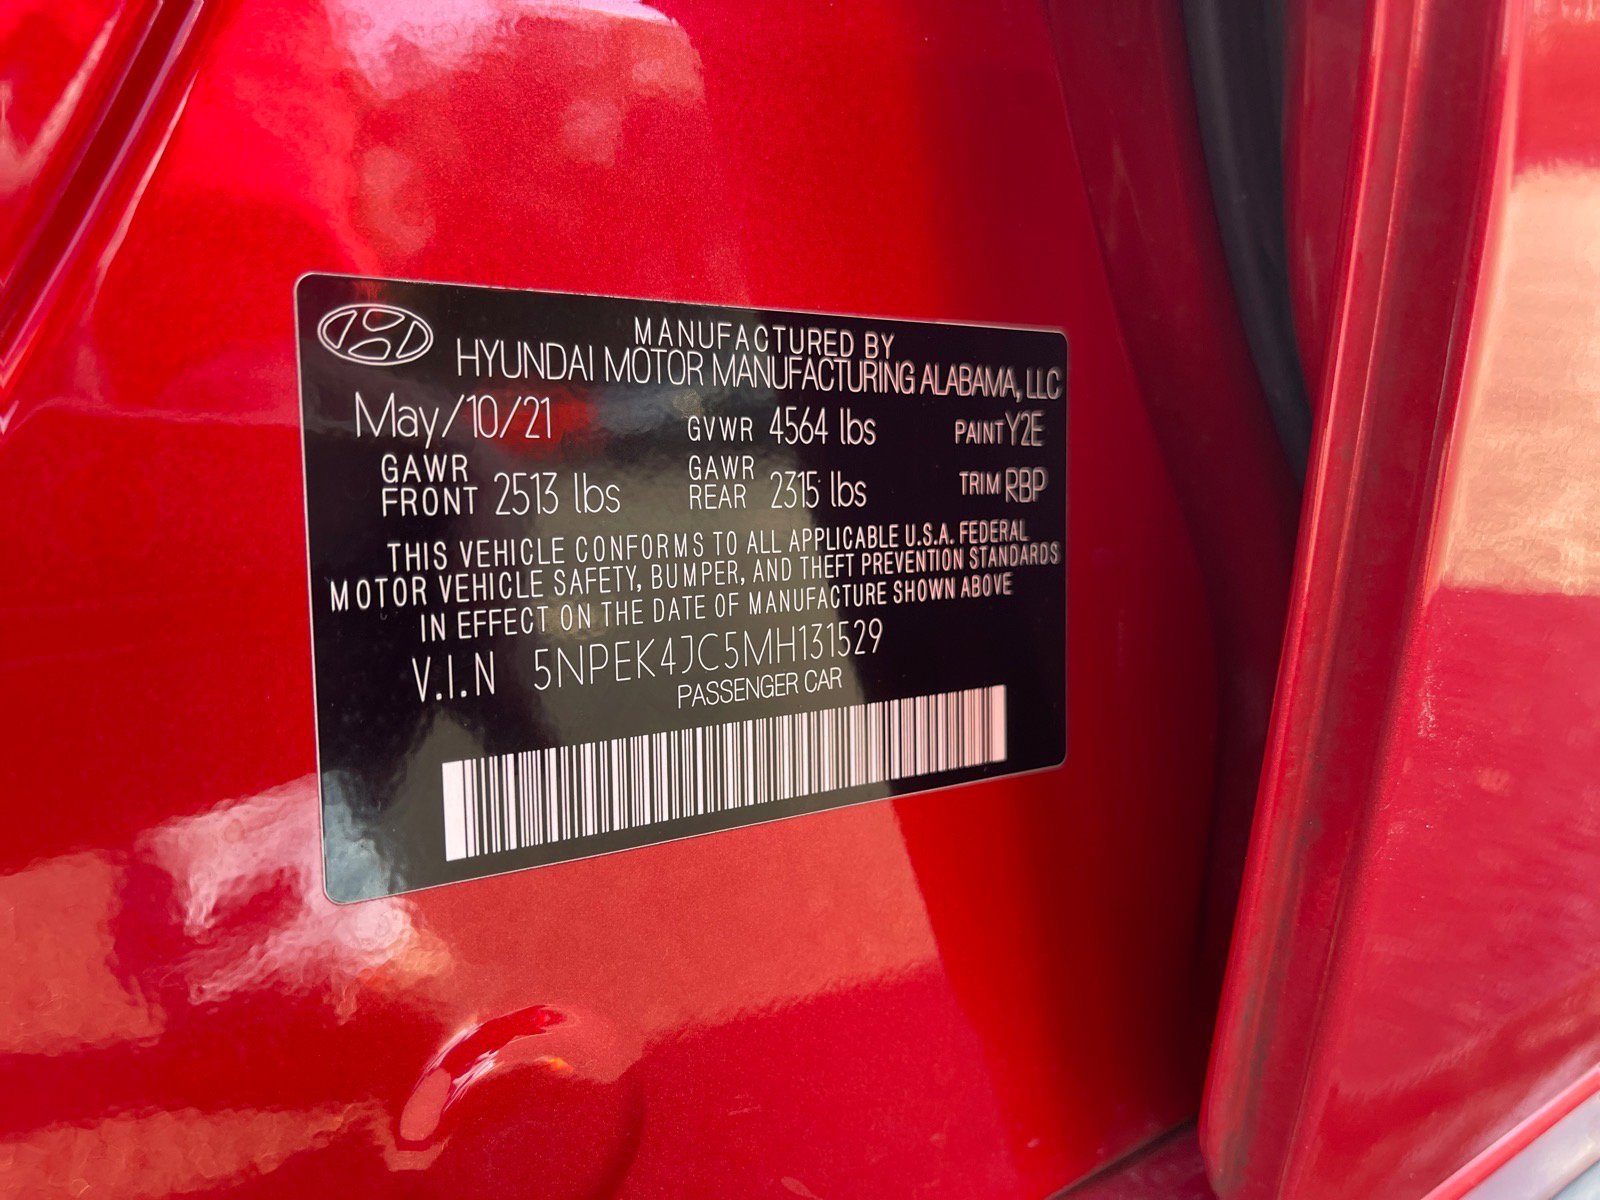 MANUFACTURED BY
HYUNDAI MOTOR MANUFACTURING ALABAMA, LLC
May/10/21 GVWR 4564 lbs PAINT Y2E
GAWR FRONT 2513 lbs GAWR REAR 2315 lbs TRIM RBP
THIS VEHICLE CONFORMS TO ALL APPLICABLE U.S.A. FEDERAL
MOTOR VEHICLE SAFETY, BUMPER, AND THEFT PREVENTION STANDARDS
IN EFFECT ON THE DATE OF MANUFACTURE SHOWN ABOVE
V.I.N 5NPEK4JC5MH131529
PASSENGER CAR